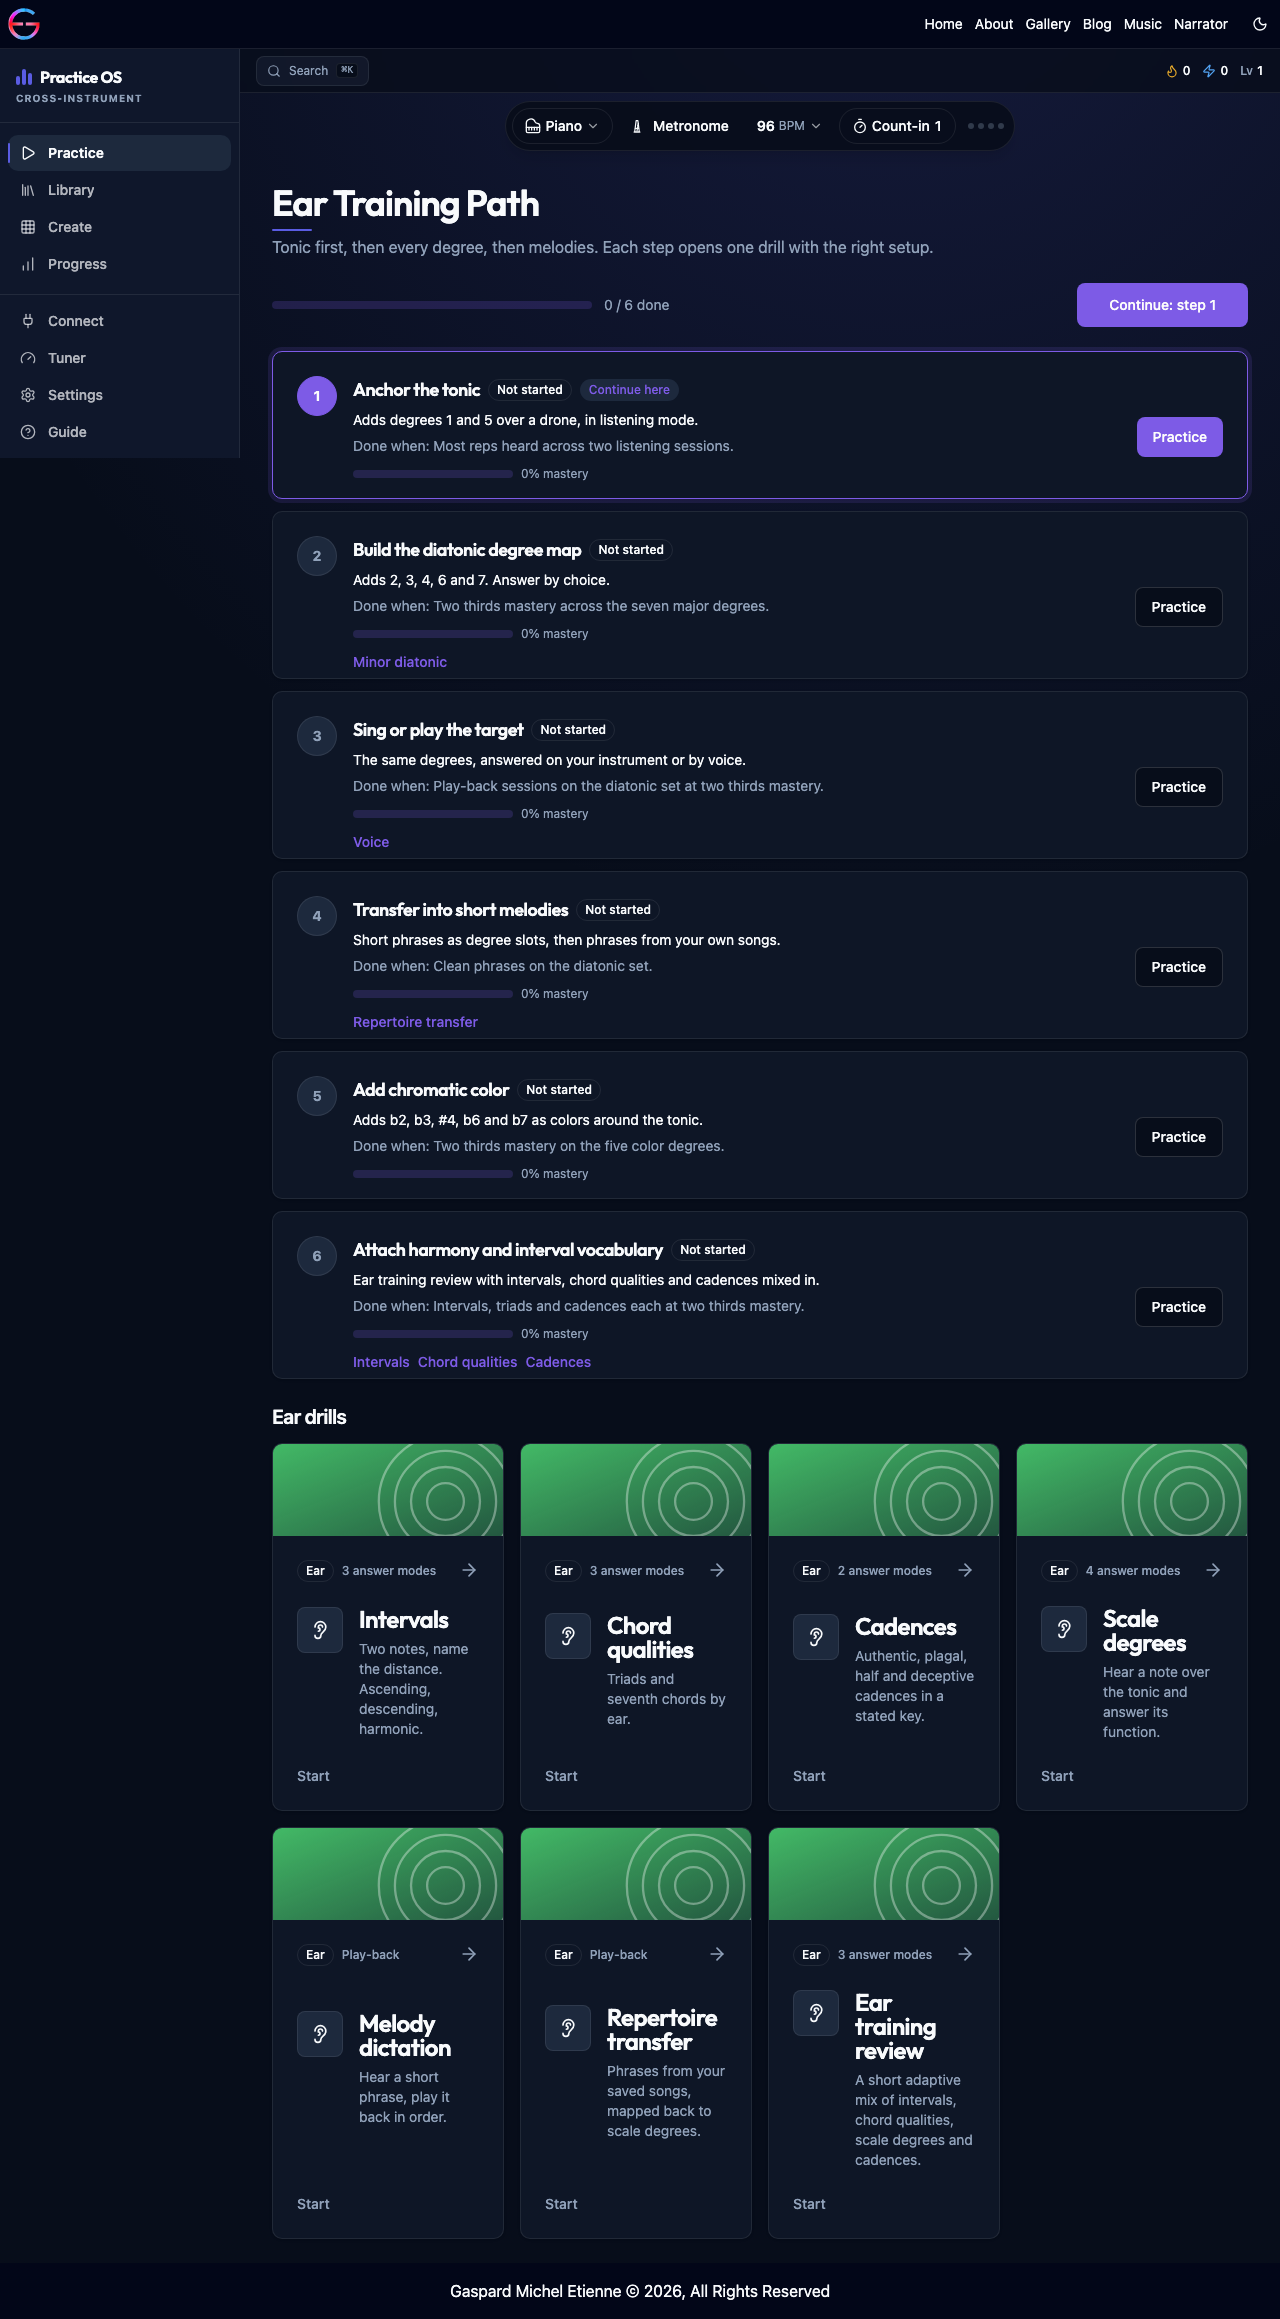 Home About Gallery Blog Music Narrator
Practice OS
CROSS-INSTRUMENT
Search ⌘K
0 0 Lv 1
Piano Metronome 96 BPM Count-in 1
Practice
Library
Create
Progress
Connect
Tuner
Settings
Guide
Ear Training Path
Tonic first, then every degree, then melodies. Each step opens one drill with the right setup.
0 / 6 done
Continue: step 1
1
Anchor the tonic Not started Continue here
Adds degrees 1 and 5 over a drone, in listening mode.
Done when: Most reps heard across two listening sessions.
0% mastery
Practice
2
Build the diatonic degree map Not started
Adds 2, 3, 4, 6 and 7. Answer by choice.
Done when: Two thirds mastery across the seven major degrees.
0% mastery
Minor diatonic
Practice
3
Sing or play the target Not started
The same degrees, answered on your instrument or by voice.
Done when: Play-back sessions on the diatonic set at two thirds mastery.
0% mastery
Voice
Practice
4
Transfer into short melodies Not started
Short phrases as degree slots, then phrases from your own songs.
Done when: Clean phrases on the diatonic set.
0% mastery
Repertoire transfer
Practice
5
Add chromatic color Not started
Adds b2, b3, #4, b6 and b7 as colors around the tonic.
Done when: Two thirds mastery on the five color degrees.
0% mastery
Practice
6
Attach harmony and interval vocabulary Not started
Ear training review with intervals, chord qualities and cadences mixed in.
Done when: Intervals, triads and cadences each at two thirds mastery.
0% mastery
Intervals Chord qualities Cadences
Practice
Ear drills
Ear 3 answer modes
Intervals
Two notes, name
the distance.
Ascending,
descending,
harmonic.
Start
Ear 3 answer modes
Chord
qualities
Triads and
seventh chords by
ear.
Start
Ear 2 answer modes
Cadences
Authentic, plagal,
half and deceptive
cadences in a
stated key.
Start
Ear 4 answer modes
Scale
degrees
Hear a note over
the tonic and
answer its
function.
Start
Ear Play-back
Melody
dictation
Hear a short
phrase, play it
back in order.
Start
Ear Play-back
Repertoire
transfer
Phrases from your
saved songs,
mapped back to
scale degrees.
Start
Ear 3 answer modes
Ear
training
review
A short adaptive
mix of intervals,
chord qualities,
scale degrees and
cadences.
Start
Gaspard Michel Etienne © 2026, All Rights Reserved